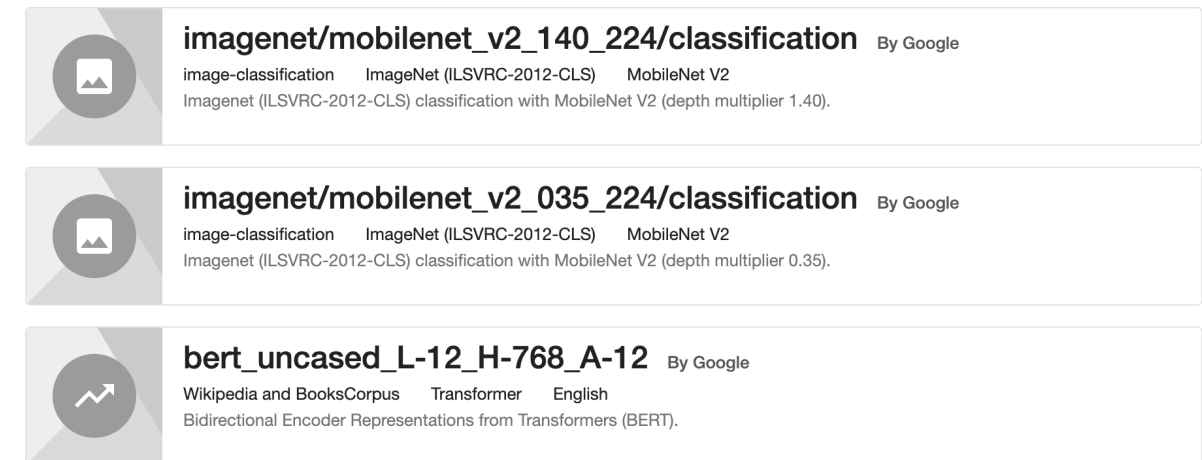 imagenet/mobilenet_v2_140_224/classification By Google
image-classification ImageNet (ILSVRC-2012-CLS) MobileNet V2
Imagenet (ILSVRC-2012-CLS) classification with MobileNet V2 (depth multiplier 1.40).
imagenet/mobilenet_v2_035_224/classification By Google
image-classification ImageNet (ILSVRC-2012-CLS) MobileNet V2
Imagenet (ILSVRC-2012-CLS) classification with MobileNet V2 (depth multiplier 0.35).
bert_uncased_L-12_H-768_A-12 By Google
Wikipedia and BooksCorpus Transformer English
Bidirectional Encoder Representations from Transformers (BERT).